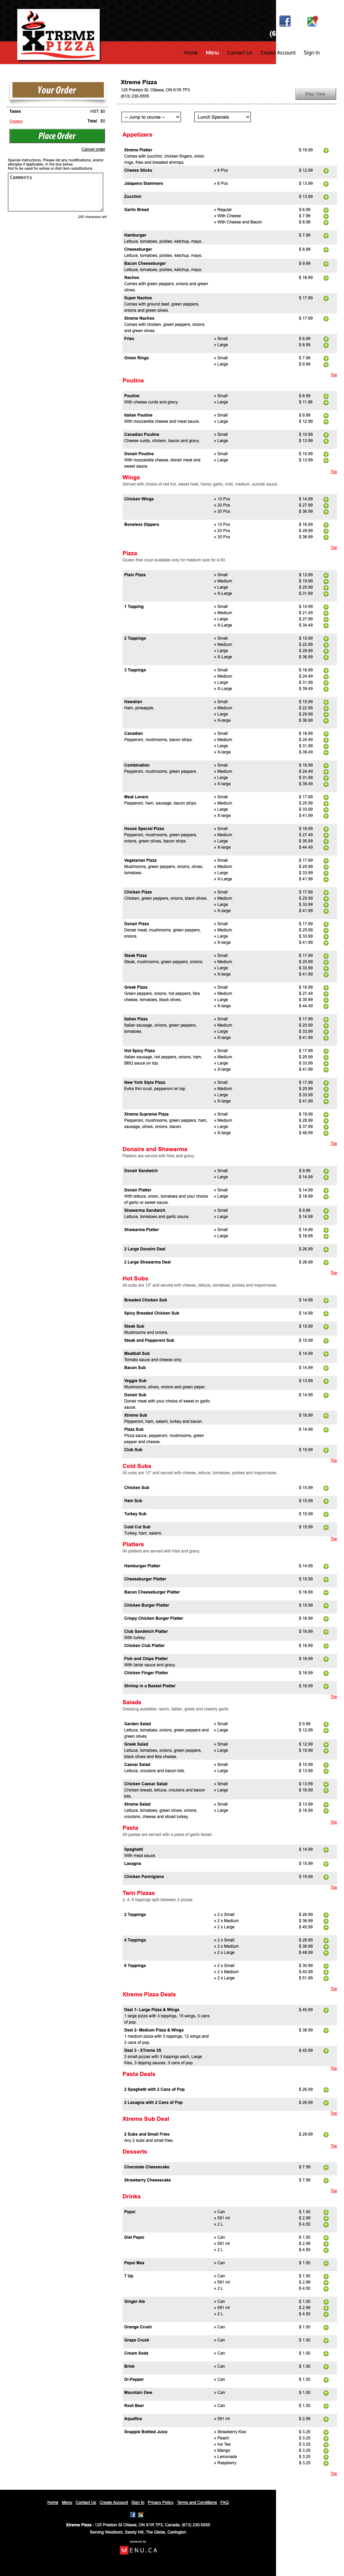 XTREME
PIZZA
(6
Home Menu Contact Us Create Account Sign In
Your Order
Taxes HST: $0
Coupon Total $0
Place Order
Cancel order
Special Instructions. Please list any modifications, and/or
allergies if applicable, in the box below.
Not to be used for extras or dish item substitutions
Comments
255 characters left
Xtreme Pizza
125 Preston St, Ottawa, ON K1R 7P3
(613) 230-5555
Map View
-- Jump to course --
Lunch Specials
Appetizers
Xtreme Platter $ 19.99
Comes with zucchini, chicken fingers, onion
rings, fries and breaded shrimps.
Cheese Sticks » 8 Pcs $ 12.99
Jalapeno Slammers » 6 Pcs $ 13.99
Zucchini $ 13.99
Garlic Bread » Regular $ 6.99
» With Cheese $ 7.99
» With Cheese and Bacon $ 8.99
Hamburger $ 7.99
Lettuce, tomatoes, pickles, ketchup, mayo.
Cheeseburger $ 8.99
Lettuce, tomatoes, pickles, ketchup, mayo.
Bacon Cheeseburger $ 9.99
Lettuce, tomatoes, pickles, ketchup, mayo.
Nachos $ 16.99
Comes with green peppers, onions and green
olives.
Super Nachos $ 17.99
Comes with ground beef, green peppers,
onions and green olives.
Xtreme Nachos $ 17.99
Comes with chicken, green peppers, onions
and green olives.
Fries » Small $ 6.99
» Large $ 8.99
Onion Rings » Small $ 7.99
» Large $ 9.99
Top
Poutine
Poutine » Small $ 8.99
With cheese curds and gravy. » Large $ 11.99
Italian Poutine » Small $ 9.99
With mozzarella cheese and meat sauce. » Large $ 12.99
Canadian Poutine » Small $ 10.99
Cheese curds, chicken, bacon and gravy. » Large $ 13.99
Donair Poutine » Small $ 10.99
With mozzarella cheese, donair meat and » Large $ 13.99
sweet sauce.
Top
Wings
Served with choice of red hot, sweet heat, honey garlic, mild, medium, suicide sauce.
Chicken Wings » 10 Pcs $ 14.99
» 20 Pcs $ 27.99
» 30 Pcs $ 36.99
Boneless Dippers » 10 Pcs $ 16.99
» 20 Pcs $ 29.99
» 30 Pcs $ 38.99
Top
Pizza
Gluten free crust available only for medium size for 4.00
Plain Pizza » Small $ 13.99
» Medium $ 19.99
» Large $ 25.99
» X-Large $ 31.99
1 Topping » Small $ 14.99
» Medium $ 21.49
» Large $ 27.99
» X-Large $ 34.49
2 Toppings » Small $ 15.99
» Medium $ 22.99
» Large $ 29.99
» X-Large $ 36.99
3 Toppings » Small $ 16.99
» Medium $ 24.49
» Large $ 31.99
» X-Large $ 39.49
Hawaiian » Small $ 15.99
Ham, pineapple. » Medium $ 22.99
» Large $ 29.99
» X-large $ 36.99
Canadian » Small $ 16.99
Pepperoni, mushrooms, bacon strips. » Medium $ 24.49
» Large $ 31.99
» X-large $ 39.49
Combination » Small $ 16.99
Pepperoni, mushrooms, green peppers. » Medium $ 24.49
» Large $ 31.99
» X-large $ 39.49
Meat Lovers » Small $ 17.99
Pepperoni, ham, sausage, bacon strips. » Medium $ 25.99
» Large $ 33.99
» X-large $ 41.99
House Special Pizza » Small $ 18.99
Pepperoni, mushrooms, green peppers, » Medium $ 27.49
onions, green olives, bacon strips. » Large $ 35.99
» X-large $ 44.49
Vegetarian Pizza » Small $ 17.99
Mushrooms, green peppers, onions, olives, » Medium $ 25.99
tomatoes. » Large $ 33.99
» X-Large $ 41.99
Chicken Pizza » Small $ 17.99
Chicken, green peppers, onions, black olives. » Medium $ 25.99
» Large $ 33.99
» X-large $ 41.99
Donair Pizza » Small $ 17.99
Donair meat, mushrooms, green peppers, » Medium $ 25.99
onions. » Large $ 33.99
» X-large $ 41.99
Steak Pizza » Small $ 17.99
Steak, mushrooms, green peppers, onions. » Medium $ 25.99
» Large $ 33.99
» X-large $ 41.99
Greek Pizza » Small $ 18.99
Green peppers, onions, hot peppers, feta » Medium $ 27.49
cheese, tomatoes, black olives. » Large $ 35.99
» X-large $ 44.49
Italian Pizza » Small $ 17.99
Italian sausage, onions, green peppers, » Medium $ 25.99
tomatoes. » Large $ 33.99
» X-large $ 41.99
Hot Spicy Pizza » Small $ 17.99
Italian sausage, hot peppers, onions, ham, » Medium $ 25.99
BBQ sauce on top. » Large $ 33.99
» X-large $ 41.99
New York Style Pizza » Small $ 17.99
Extra thin crust, pepperoni on top. » Medium $ 25.99
» Large $ 33.99
» X-large $ 41.99
Xtreme Supreme Pizza » Small $ 19.99
Pepperoni, mushrooms, green peppers, ham, » Medium $ 28.99
sausage, olives, onions, bacon. » Large $ 37.99
» X-large $ 46.99
Top
Donairs and Shawarma
Platters are served with fries and gravy.
Donair Sandwich » Small $ 9.99
» Large $ 14.99
Donair Platter » Small $ 14.99
With lettuce, onion, tomatoes and your choice » Large $ 18.99
of garlic or sweet sauce.
Shawarma Sandwich » Small $ 9.99
Lettuce, tomatoes and garlic sauce. » Large $ 14.99
Shawarma Platter » Small $ 14.99
» Large $ 18.99
2 Large Donairs Deal $ 26.99
2 Large Shawarma Deal $ 26.99
Top
Hot Subs
All subs are 12" and served with cheese, lettuce, tomatoes, pickles and mayonnaise.
Breaded Chicken Sub $ 14.99
Spicy Breaded Chicken Sub $ 14.99
Steak Sub $ 15.99
Mushrooms and onions.
Steak and Pepperoni Sub $ 15.99
Meatball Sub $ 14.99
Tomato sauce and cheese only.
Bacon Sub $ 14.99
Veggie Sub $ 13.99
Mushrooms, olives, onions and green peper.
Donair Sub $ 14.99
Donair meat with your choice of sweet or garlic
sauce.
Xtreme Sub $ 16.99
Pepperoni, ham, salami, turkey and bacon.
Pizza Sub $ 14.99
Pizza sauce, pepperoni, mushrooms, green
pepper and cheese.
Club Sub $ 15.99
Top
Cold Subs
All subs are 12" and served with cheese, lettuce, tomatoes, pickles and mayonnaise.
Chicken Sub $ 15.99
Ham Sub $ 15.99
Turkey Sub $ 15.99
Cold Cut Sub $ 15.99
Turkey, ham, salami.
Top
Platters
All platters are served with fries and gravy.
Hamburger Platter $ 14.99
Cheeseburger Platter $ 15.99
Bacon Cheeseburger Platter $ 16.99
Chicken Burger Platter $ 15.99
Crispy Chicken Burger Platter $ 16.99
Club Sandwich Platter $ 16.99
With turkey.
Chicken Club Platter $ 16.99
Fish and Chips Platter $ 16.99
With tartar sauce and gravy.
Chicken Finger Platter $ 16.99
Shrimp in a Basket Platter $ 16.99
Top
Salads
Dressing available: ranch, italian, greek and creamy garlic.
Garden Salad » Small $ 9.99
Lettuce, tomatoes, onions, green peppers and » Large $ 12.99
green olives.
Greek Salad » Small $ 12.99
Lettuce, tomatoes, onions, green peppers, » Large $ 15.99
black olives and feta cheese.
Caesar Salad » Small $ 10.99
Lettuce, croutons and bacon bits. » Large $ 13.99
Chicken Caesar Salad » Small $ 13.99
Chicken breast, lettuce, croutons and bacon » Large $ 16.99
bits.
Xtreme Salad » Small $ 13.99
Lettuce, tomatoes, green olives, onions, » Large $ 16.99
croutons, cheese and sliced turkey.
Top
Pasta
All pastas are served with a piece of garlic bread.
Spaghetti $ 14.99
With meat sauce.
Lasagna $ 15.99
Chicken Parmigiana $ 19.99
Top
Twin Pizzas
2, 4, 6 toppings split between 2 pizzas.
2 Toppings » 2 x Small $ 26.99
» 2 x Medium $ 36.99
» 2 x Large $ 45.99
4 Toppings » 2 x Small $ 28.99
» 2 x Medium $ 38.99
» 2 x Large $ 48.99
6 Toppings » 2 x Small $ 30.99
» 2 x Medium $ 40.99
» 2 x Large $ 51.99
Top
Xtreme Pizza Deals
Deal 1- Large Pizza & Wings $ 45.99
1 large pizza with 3 toppings, 15 wings, 3 cans
of pop.
Deal 2- Medium Pizza & Wings $ 38.99
1 medium pizza with 3 toppings, 12 wings and
2 cans of pop.
Deal 3 - XTreme 3S $ 45.99
3 small pizzas with 3 toppings each, Large
fries, 3 dipping sauces, 3 cans of pop.
Top
Pasta Deals
2 Spaghetti with 2 Cans of Pop $ 26.99
2 Lasagna with 2 Cans of Pop $ 28.99
Top
Xtreme Sub Deal
2 Subs and Small Fries $ 29.99
Any 2 subs and small fries.
Top
Desserts
Chocolate Cheesecake $ 7.99
Strawberry Cheesecake $ 7.99
Top
Drinks
Pepsi » Can $ 1.50
» 591 ml $ 2.99
» 2 L $ 4.50
Diet Pepsi » Can $ 1.50
» 591 ml $ 2.99
» 2 L $ 4.50
Pepsi Max » Can $ 1.50
7 Up » Can $ 1.50
» 591 ml $ 2.99
» 2 L $ 4.50
Ginger Ale » Can $ 1.50
» 591 ml $ 2.99
» 2 L $ 4.50
Orange Crush » Can $ 1.50
Grape Crush » Can $ 1.50
Cream Soda » Can $ 1.50
Brisk » Can $ 1.50
Dr.Pepper » Can $ 1.50
Mountain Dew » Can $ 1.50
Root Beer » Can $ 1.50
Aquafina » 591 ml $ 2.99
Snapple Bottled Juice » Strawberry Kiwi $ 3.25
» Peach $ 3.25
» Ice Tea $ 3.25
» Mango $ 3.25
» Lemonade $ 3.25
» Raspberry $ 3.25
Top
Home Menu Contact Us Create Account Sign In Privacy Policy Terms and Conditions FAQ
Xtreme Pizza - 125 Preston St Ottawa, ON K1R 7P3, Canada, (613) 230-5555
Serving Westboro, Sandy Hill, The Glebe, Carlington
powered by
MENU.CA